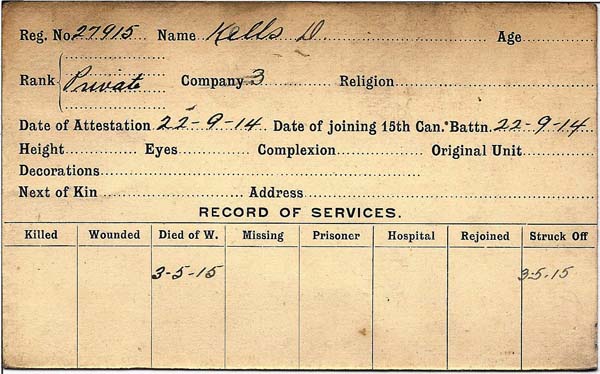 Reg. No 27915 Name Kells D. Age
Rank Private Company 3 Religion
Date of Attestation 22-9-14 Date of joining 15th Can. Battn. 22-9-14
Height Eyes Complexion Original Unit
Decorations
Next of Kin Address
RECORD OF SERVICES.
Killed Wounded Died of W. Missing Prisoner Hospital Rejoined Struck Off
3-5-15 3-5-15